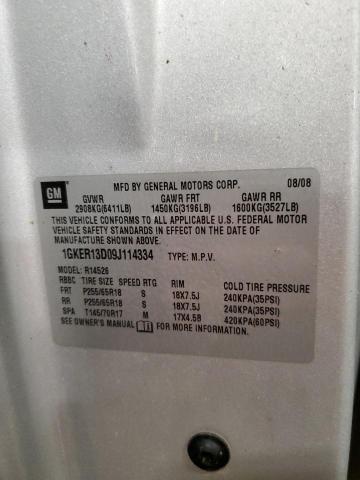 GM
MFD BY GENERAL MOTORS CORP. 08/08
GVWR GAWR FRT GAWR RR
2908KG(6411LB) 1450KG(3196LB) 1600KG(3527LB)
THIS VEHICLE CONFORMS TO ALL APPLICABLE U.S. FEDERAL MOTOR
VEHICLE SAFETY STANDARDS IN EFFECT ON THE DATE OF
MANUFACTURE SHOWN ABOVE.
1GKER13D09J114334 TYPE: M.P.V.
MODEL: R14526
RBBC TIRE SIZE SPEED RTG RIM COLD TIRE PRESSURE
FRT P255/65R18 S 18X7.5J 240KPA(35PSI)
RR P255/65R18 S 18X7.5J 240KPA(35PSI)
SPA T145/70R17 M 17X4.5B 420KPA(60PSI)
SEE OWNER'S MANUAL FOR MORE INFORMATION.